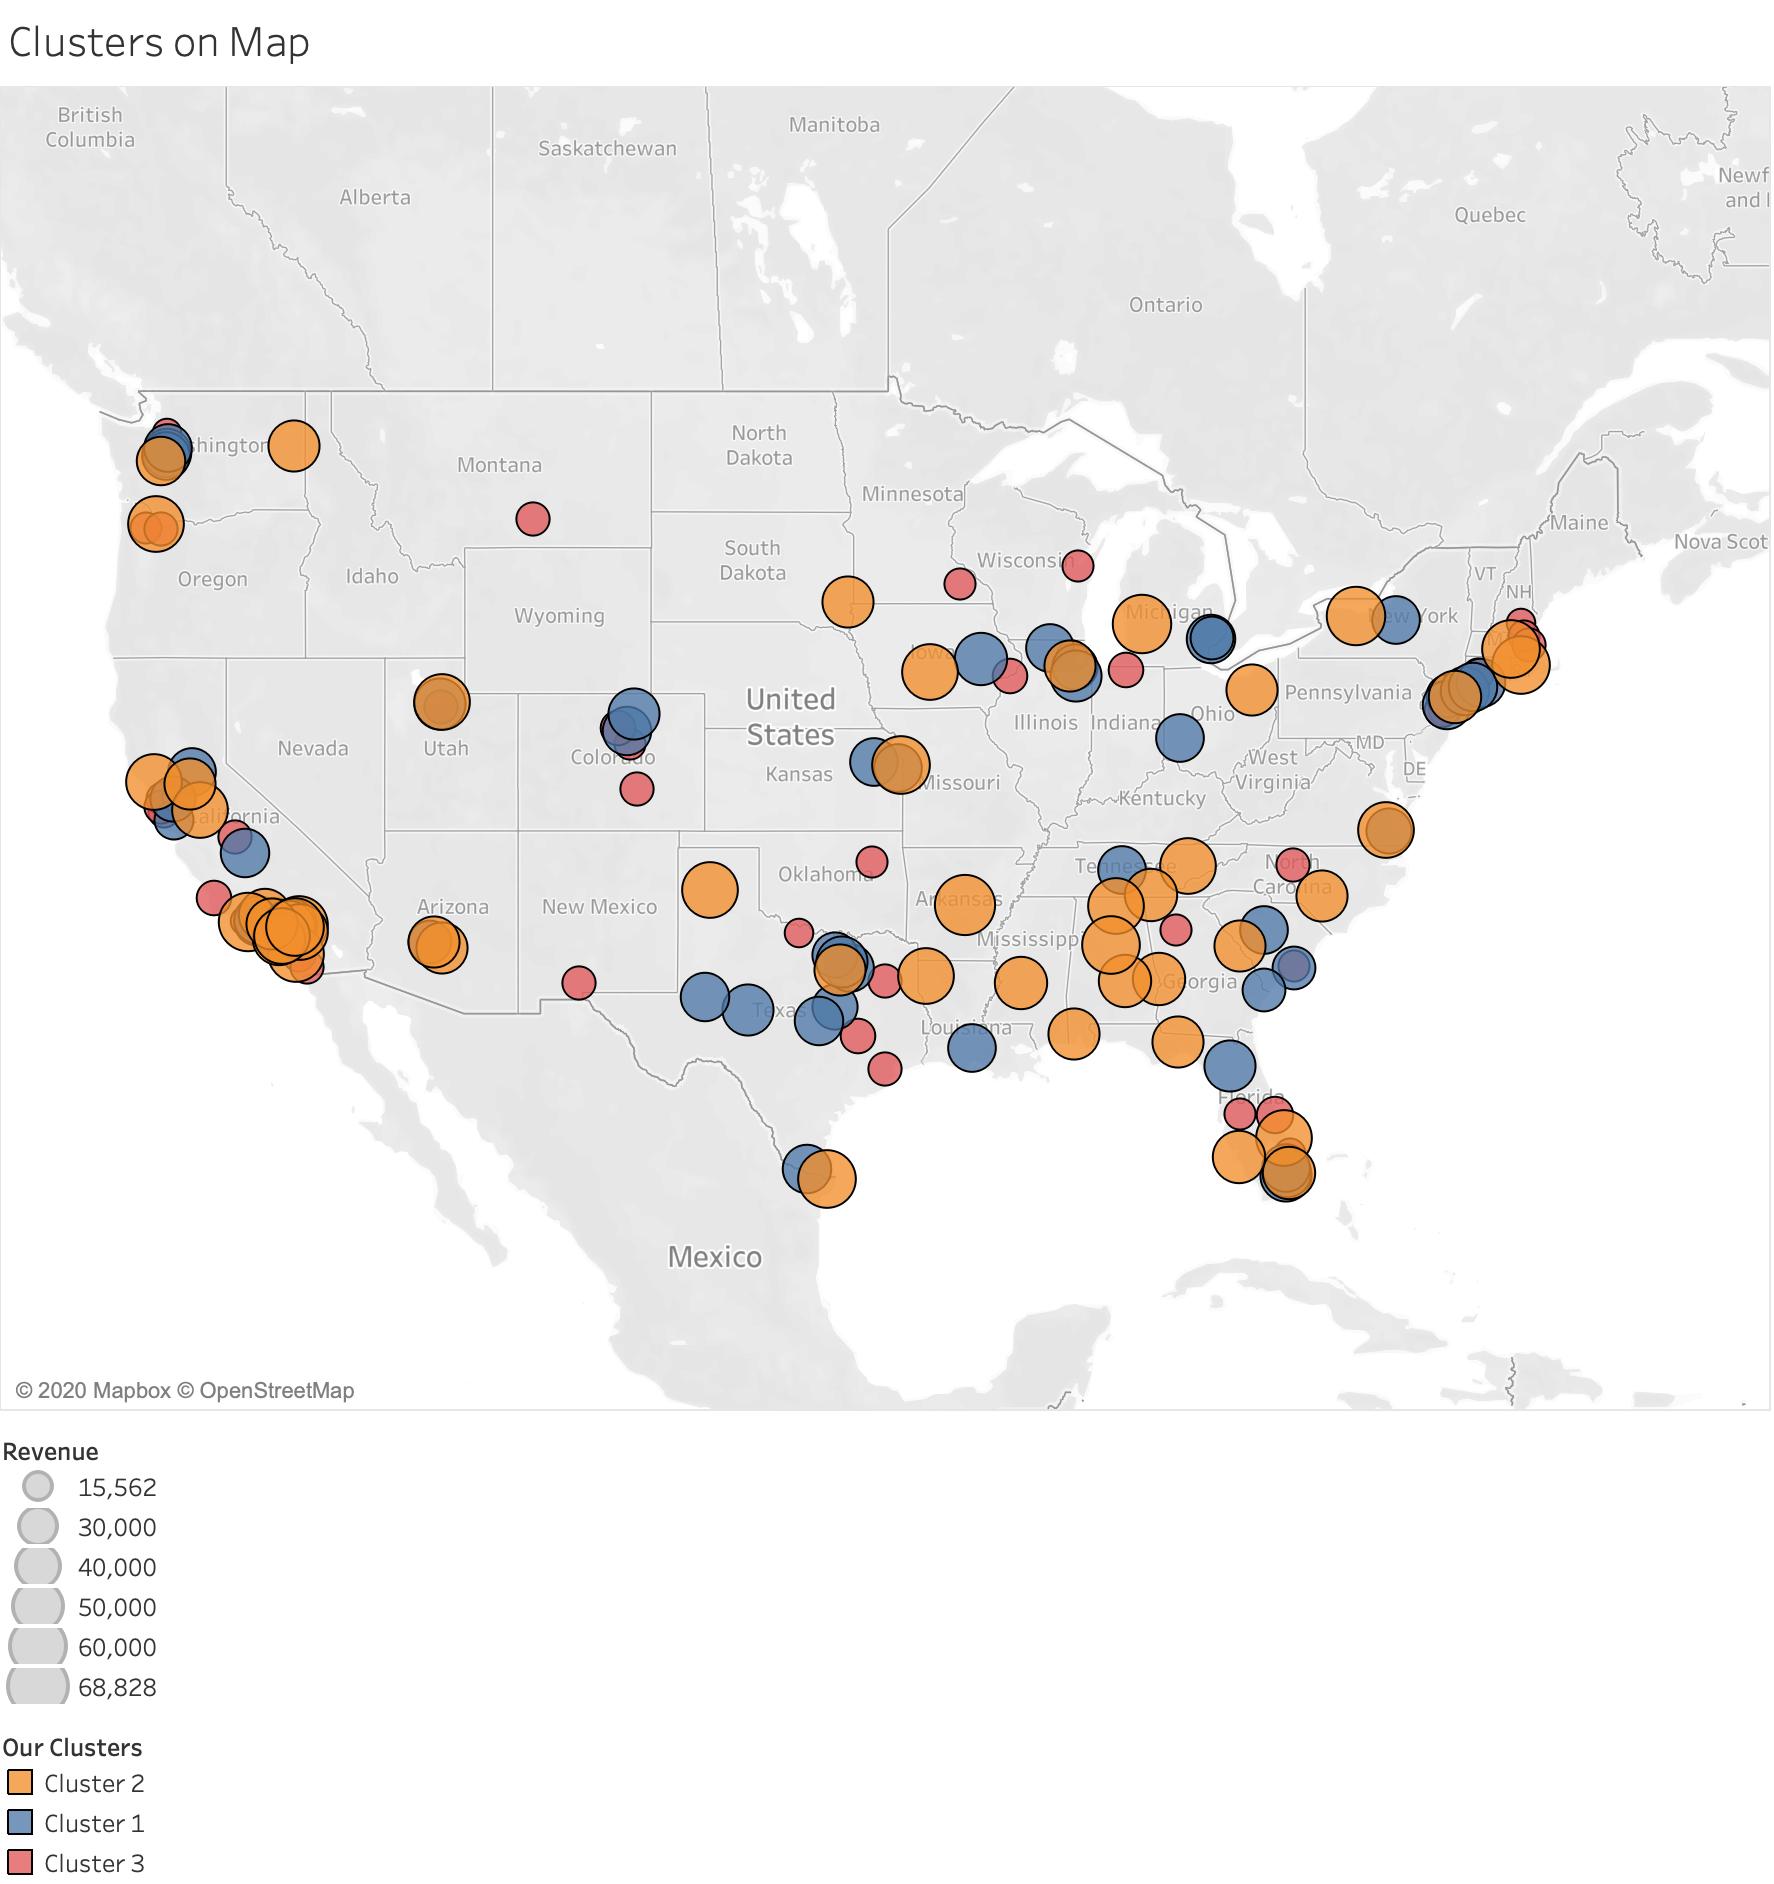 Clusters on Map
British
Columbia
Alberta
Saskatchewan
Manitoba
Ontario
Quebec
Newf
and l
Nova Scot
Maine
VT
NH
New York
Washington
Oregon
Idaho
Montana
North
Dakota
South
Dakota
Minnesota
Wisconsin
Michigan
Wyoming
Iowa
United
States
Nevada
Utah
Colorado
Kansas
Missouri
Illinois
Indiana
Ohio
Pennsylvania
MD
DE
West
Virginia
Kentucky
California
Arizona
New Mexico
Oklahoma
Arkansas
Tennessee
North
Carolina
Mississippi
Georgia
Texas
Louisiana
Florida
Mexico
© 2020 Mapbox © OpenStreetMap
Revenue
15,562
30,000
40,000
50,000
60,000
68,828
Our Clusters
Cluster 2
Cluster 1
Cluster 3